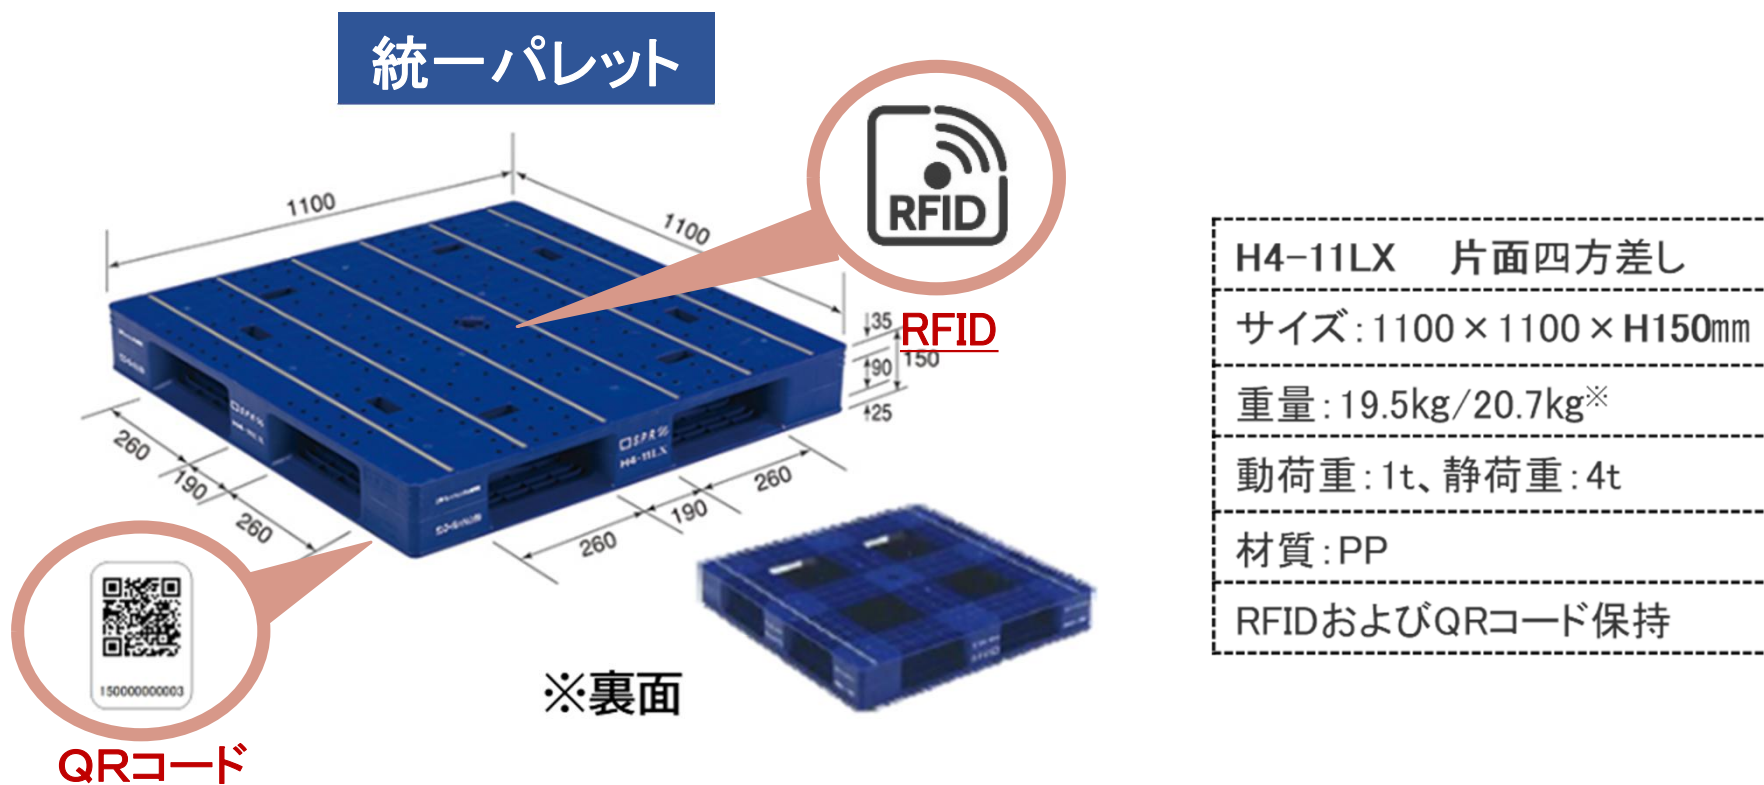 統一パレット
RFID
RFID
1100
1100
35
150
90
25
260
190
260
260
190
260
SPR
H4-11LX
150000000003
QRコード
※裏面
H4-11LX 片面四方差し
サイズ:1100×1100×H150mm
重量:19.5kg/20.7kg※
動荷重:1t、静荷重:4t
材質:PP
RFIDおよびQRコード保持